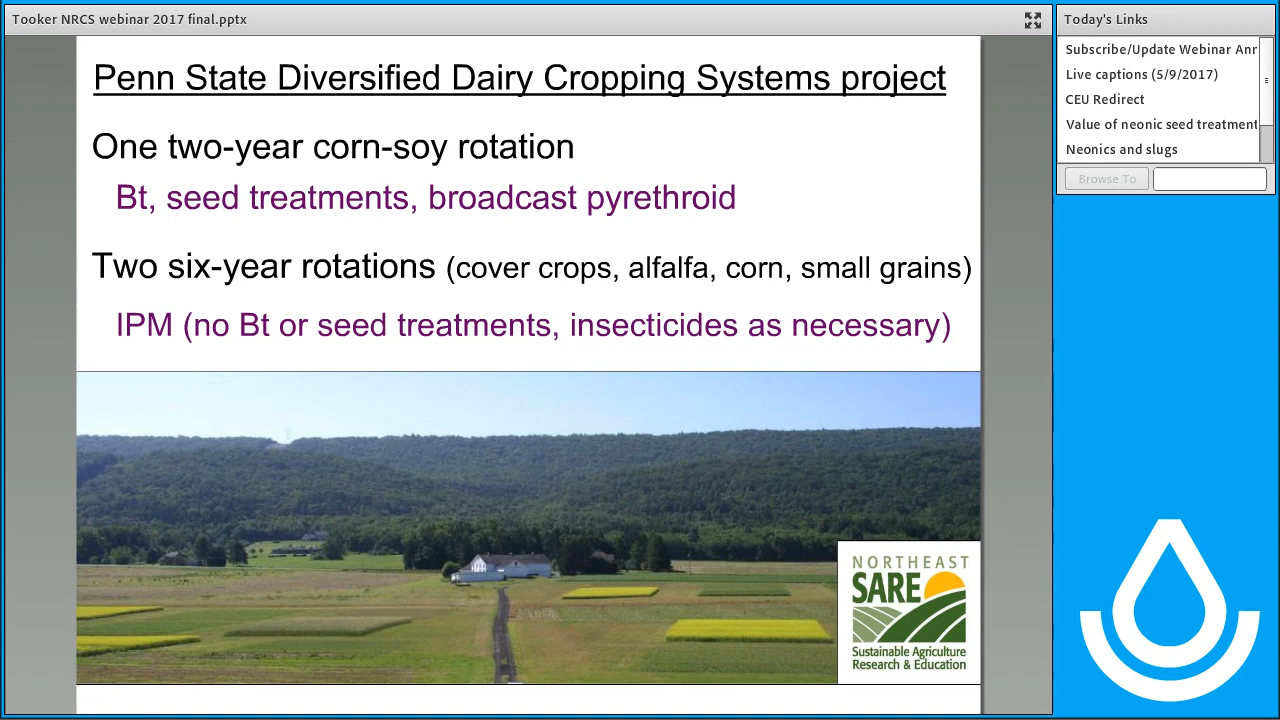 Tooker NRCS webinar 2017 final.pptx
Penn State Diversified Dairy Cropping Systems project
One two-year corn-soy rotation
Bt, seed treatments, broadcast pyrethroid
Two six-year rotations (cover crops, alfalfa, corn, small grains)
IPM (no Bt or seed treatments, insecticides as necessary)
NORTHEAST
SARE
Sustainable Agriculture
Research & Education
Today's Links
Subscribe/Update Webinar Anr
Live captions (5/9/2017)
CEU Redirect
Value of neonic seed treatment
Neonics and slugs
Browse To